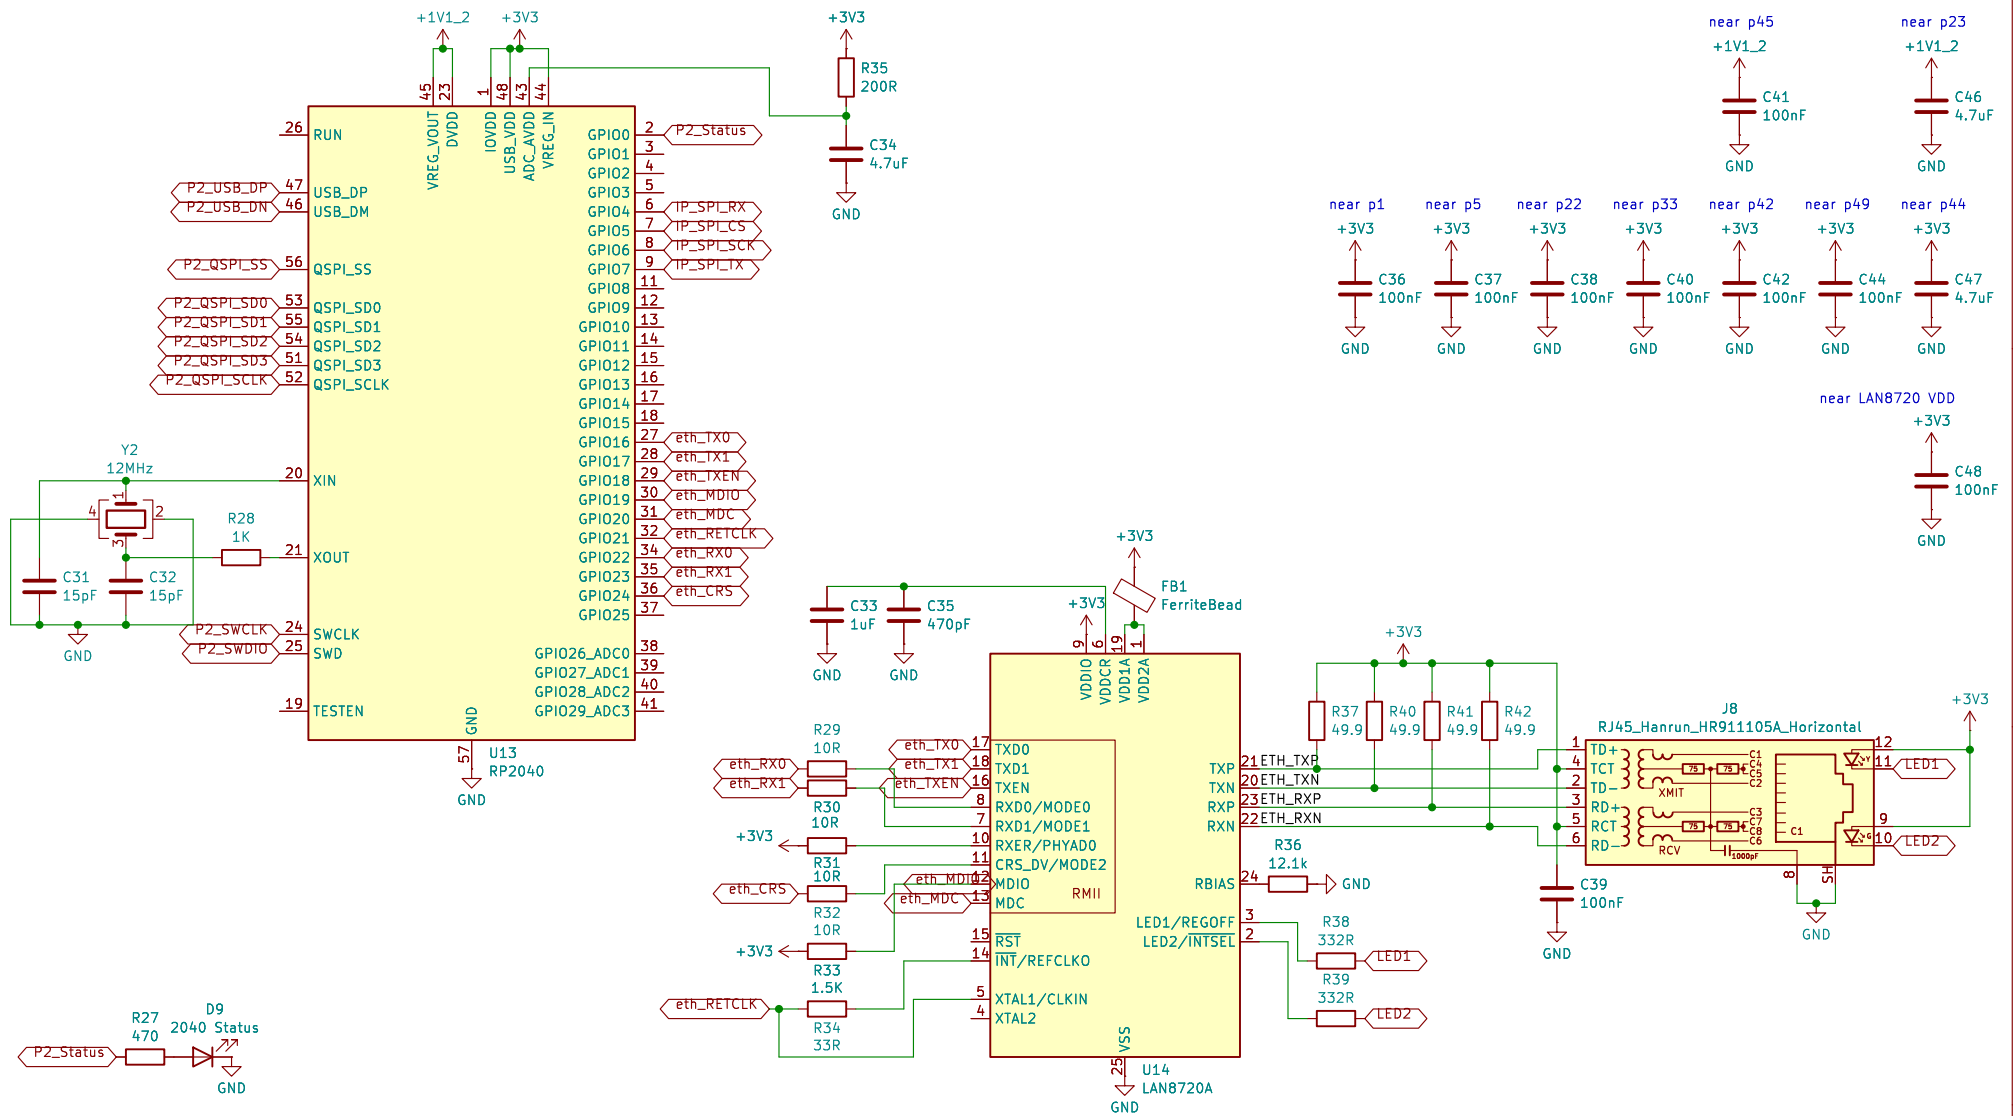 +1V1_2
+3V3
+3V3
near p45
near p23
+1V1_2
+1V1_2
R35
200R
C41
100nF
C46
4.7uF
GND
GND
C34
4.7uF
GND
45
23
1
48
43
44
VREG_VOUT
DVDD
IOVDD
USB_VDD
ADC_AVDD
VREG_IN
26
RUN
P2_USB_DP
47
USB_DP
P2_USB_DN
46
USB_DM
P2_QSPI_SS
56
QSPI_SS
P2_QSPI_SD0
53
QSPI_SD0
P2_QSPI_SD1
55
QSPI_SD1
P2_QSPI_SD2
54
QSPI_SD2
P2_QSPI_SD3
51
QSPI_SD3
P2_QSPI_SCLK
52
QSPI_SCLK
20
XIN
21
XOUT
P2_SWCLK
24
SWCLK
P2_SWDIO
25
SWD
19
TESTEN
GND
57
GND
U13
RP2040
GPIO0
2
P2_Status
GPIO1
3
GPIO2
4
GPIO3
5
GPIO4
6
IP_SPI_RX
GPIO5
7
IP_SPI_CS
GPIO6
8
IP_SPI_SCK
GPIO7
9
IP_SPI_TX
GPIO8
11
GPIO9
12
GPIO10
13
GPIO11
14
GPIO12
15
GPIO13
16
GPIO14
17
GPIO15
18
GPIO16
27
eth_TX0
GPIO17
28
eth_TX1
GPIO18
29
eth_TXEN
GPIO19
30
eth_MDIO
GPIO20
31
eth_MDC
GPIO21
32
eth_RETCLK
GPIO22
34
eth_RX0
GPIO23
35
eth_RX1
GPIO24
36
eth_CRS
GPIO25
37
GPIO26_ADC0
38
GPIO27_ADC1
39
GPIO28_ADC2
40
GPIO29_ADC3
41
near p1
near p5
near p22
near p33
near p42
near p49
near p44
+3V3
+3V3
+3V3
+3V3
+3V3
+3V3
+3V3
C36
100nF
C37
100nF
C38
100nF
C40
100nF
C42
100nF
C44
100nF
C47
4.7uF
GND
GND
GND
GND
GND
GND
GND
near LAN8720 VDD
+3V3
C48
100nF
GND
Y2
12MHz
1
4
2
3
R28
1K
C31
15pF
C32
15pF
GND
R27
470
D9
2040 Status
P2_Status
GND
+3V3
FB1
FerriteBead
+3V3
C33
1uF
C35
470pF
GND
GND
9
6
19
1
VDDIO
VDDCR
VDD1A
VDD2A
R29
10R
eth_RX0
eth_RX1
R30
10R
+3V3
R31
10R
eth_CRS
R32
10R
+3V3
R33
1.5K
eth_RETCLK
R34
33R
eth_TX0
17
TXD0
eth_TX1
18
TXD1
eth_TXEN
16
TXEN
8
RXD0/MODE0
7
RXD1/MODE1
10
RXER/PHYAD0
11
CRS_DV/MODE2
eth_MDIO
12
MDIO
eth_MDC
13
MDC
RMII
15
RST
14
INT/REFCLKO
5
XTAL1/CLKIN
4
XTAL2
VSS
25
GND
U14
LAN8720A
TXP
21
ETH_TXP
TXN
20
ETH_TXN
RXP
23
ETH_RXP
RXN
22
ETH_RXN
RBIAS
24
R36
12.1k
GND
LED1/REGOFF
3
LED2/INTSEL
2
R38
332R
LED1
R39
332R
LED2
+3V3
R37
49.9
R40
49.9
R41
49.9
R42
49.9
C39
100nF
GND
J8
RJ45_Hanrun_HR911105A_Horizontal
1
TD+
4
TCT
2
TD-
3
RD+
5
RCT
6
RD-
XMIT
RCV
75
75
75
75
C1
C4
C5
C2
C3
C7
C8
C6
C1
1000pF
Y
G
12
11
LED1
9
10
LED2
8
SH
GND
+3V3